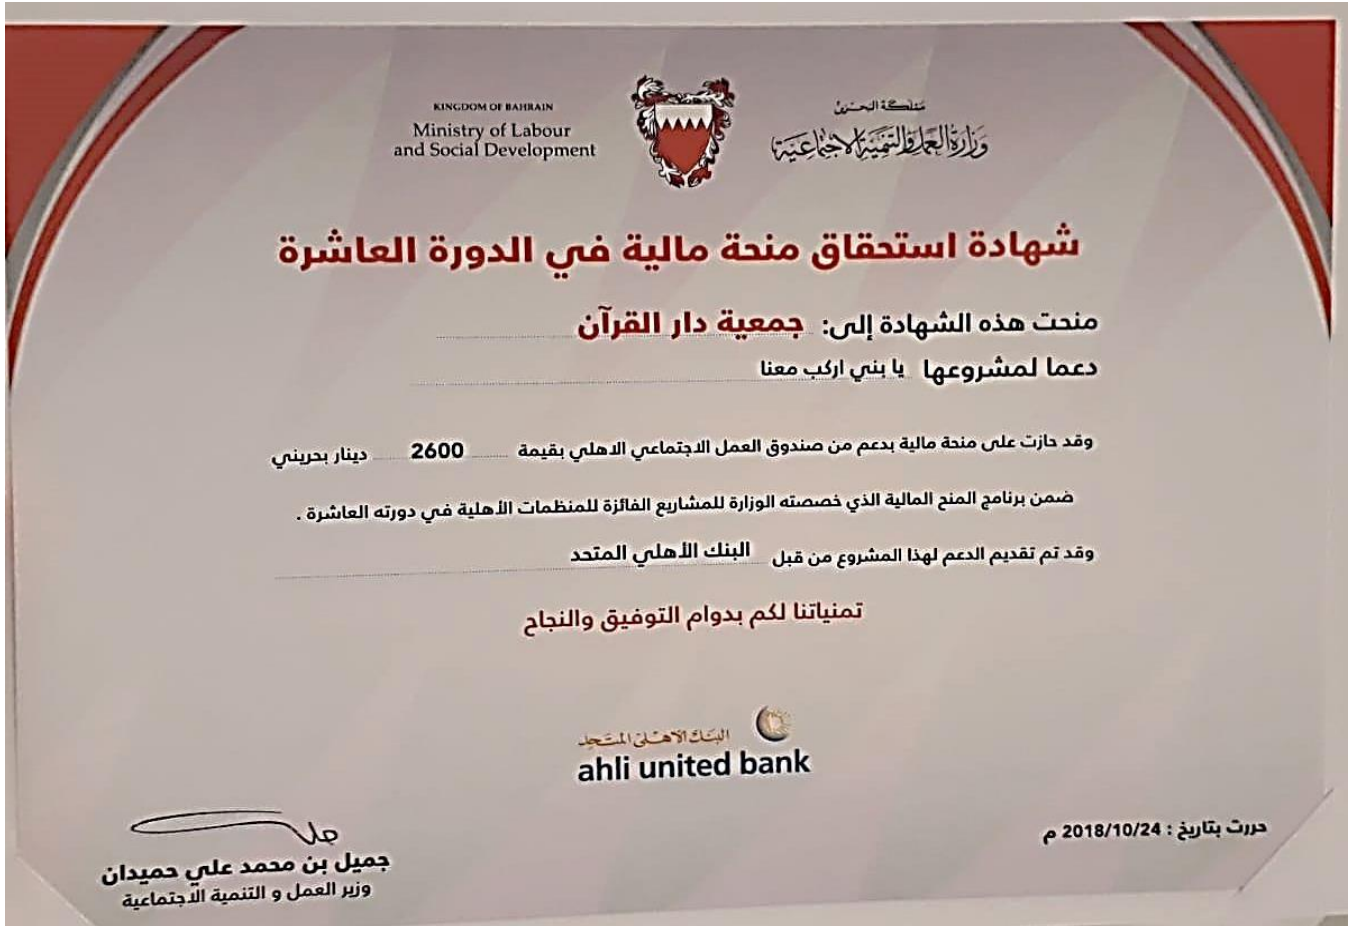 KINGDOM OF BAHRAIN
Ministry of Labour
and Social Development
مملكة البحرين
وزارة العمل والتنمية الاجتماعية
شهادة استحقاق منحة مالية في الدورة العاشرة
منحت هذه الشهادة إلى: جمعية دار القرآن
دعما لمشروعها يا بني اركب معنا
وقد حازت على منحة مالية بدعم من صندوق العمل الاجتماعي الاهلي بقيمة 2600 دينار بحريني
ضمن برنامج المنح المالية الذي خصصته الوزارة للمشاريع الفائزة للمنظمات الأهلية في دورته العاشرة .
وقد تم تقديم الدعم لهذا المشروع من قبل البنك الأهلي المتحد
تمنياتنا لكم بدوام التوفيق والنجاح
البنك الأهلي المتحد
ahli united bank
حررت بتاريخ : 2018/10/24 م
جميل بن محمد علي حميدان
وزير العمل و التنمية الاجتماعية